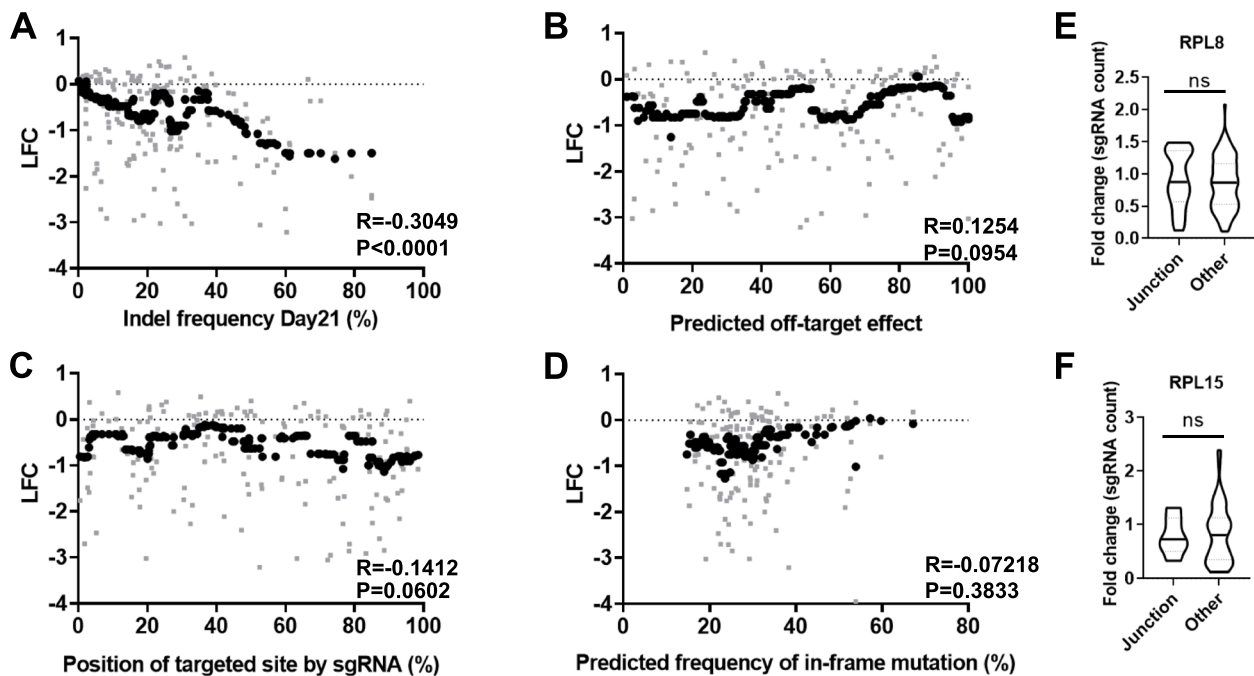 A
1
0
-1
-2
-3
-4
LFC
R=-0.3049
P<0.0001
0 20 40 60 80 100
Indel frequency Day21 (%)
B
1
0
-1
-2
-3
-4
LFC
R=0.1254
P=0.0954
0 20 40 60 80 100
Predicted off-target effect
E
RPL8
ns
2.5
2.0
1.5
1.0
0.5
0.0
Fold change (sgRNA count)
Junction
Other
C
1
0
-1
-2
-3
-4
LFC
R=-0.1412
P=0.0602
0 20 40 60 80 100
Position of targeted site by sgRNA (%)
D
1
0
-1
-2
-3
-4
LFC
R=-0.07218
P=0.3833
0 20 40 60 80
Predicted frequency of in-frame mutation (%)
F
RPL15
ns
3
2
1
0
Fold change (sgRNA count)
Junction
Other